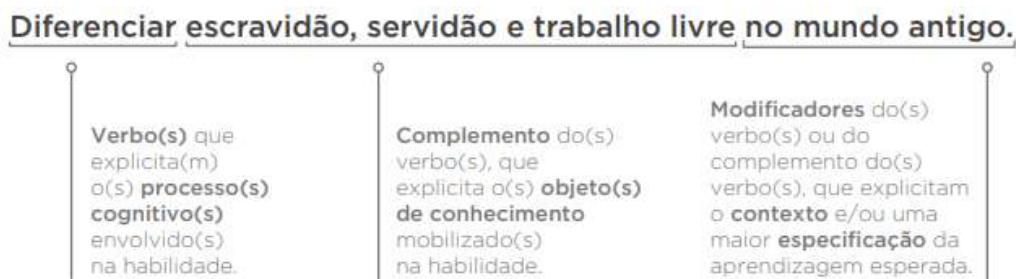 Diferenciar escravidão, servidão e trabalho livre no mundo antigo.
Verbo(s) que
explicita(m)
o(s) processo(s)
cognitivo(s)
envolvido(s)
na habilidade.
Complemento do(s)
verbo(s), que
explicita o(s) objeto(s)
de conhecimento
mobilizado(s)
na habilidade.
Modificadores do(s)
verbo(s) ou do
complemento do(s)
verbo(s), que explicitam
o contexto e/ou uma
maior especificação da
aprendizagem esperada.